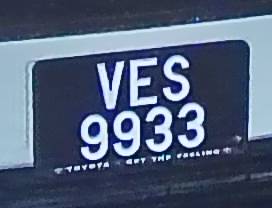 VES
9933
TOYOTA - GET THE FEELING